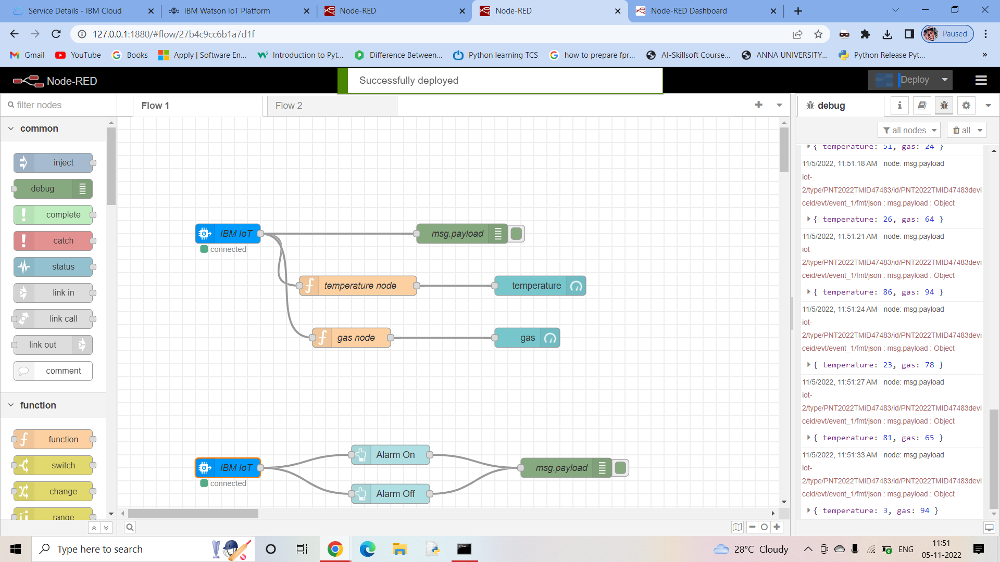 Service Details - IBM Cloud
IBM Watson IoT Platform
Node-RED
Node-RED
Node-RED Dashboard
127.0.0.1:1880/#flow/27b4c9cc6b1a7d1f
Paused
Gmail
YouTube
Books
Apply | Software En...
Introduction to Pyt...
Difference Between...
Python learning TCS
how to prepare fpr...
AI-Skillsoft Course...
ANNA UNIVERSITY...
Python Release Pyt...
»
Node-RED
Successfully deployed
Deploy
filter nodes
Flow 1
Flow 2
debug
all nodes
all
common
inject
debug
complete
catch
status
link in
link call
link out
comment
function
function
switch
change
range
IBM IoT
connected
msg.payload
temperature node
temperature
gas node
gas
IBM IoT
connected
Alarm On
Alarm Off
msg.payload
{ temperature: 51, gas: 24 }
11/5/2022, 11:51:18 AM node: msg.payload
iot-
2/type/PNT2022TMID47483/id/PNT2022TMID47483devi
ceid/evt/event_1/fmt/json : msg.payload : Object
{ temperature: 26, gas: 64 }
11/5/2022, 11:51:21 AM node: msg.payload
iot-
2/type/PNT2022TMID47483/id/PNT2022TMID47483devi
ceid/evt/event_1/fmt/json : msg.payload : Object
{ temperature: 86, gas: 94 }
11/5/2022, 11:51:24 AM node: msg.payload
iot-
2/type/PNT2022TMID47483/id/PNT2022TMID47483devi
ceid/evt/event_1/fmt/json : msg.payload : Object
{ temperature: 23, gas: 78 }
11/5/2022, 11:51:27 AM node: msg.payload
iot-
2/type/PNT2022TMID47483/id/PNT2022TMID47483devi
ceid/evt/event_1/fmt/json : msg.payload : Object
{ temperature: 81, gas: 65 }
11/5/2022, 11:51:33 AM node: msg.payload
iot-
2/type/PNT2022TMID47483/id/PNT2022TMID47483devi
ceid/evt/event_1/fmt/json : msg.payload : Object
{ temperature: 3, gas: 94 }
Type here to search
28°C Cloudy
ENG
11:51
05-11-2022